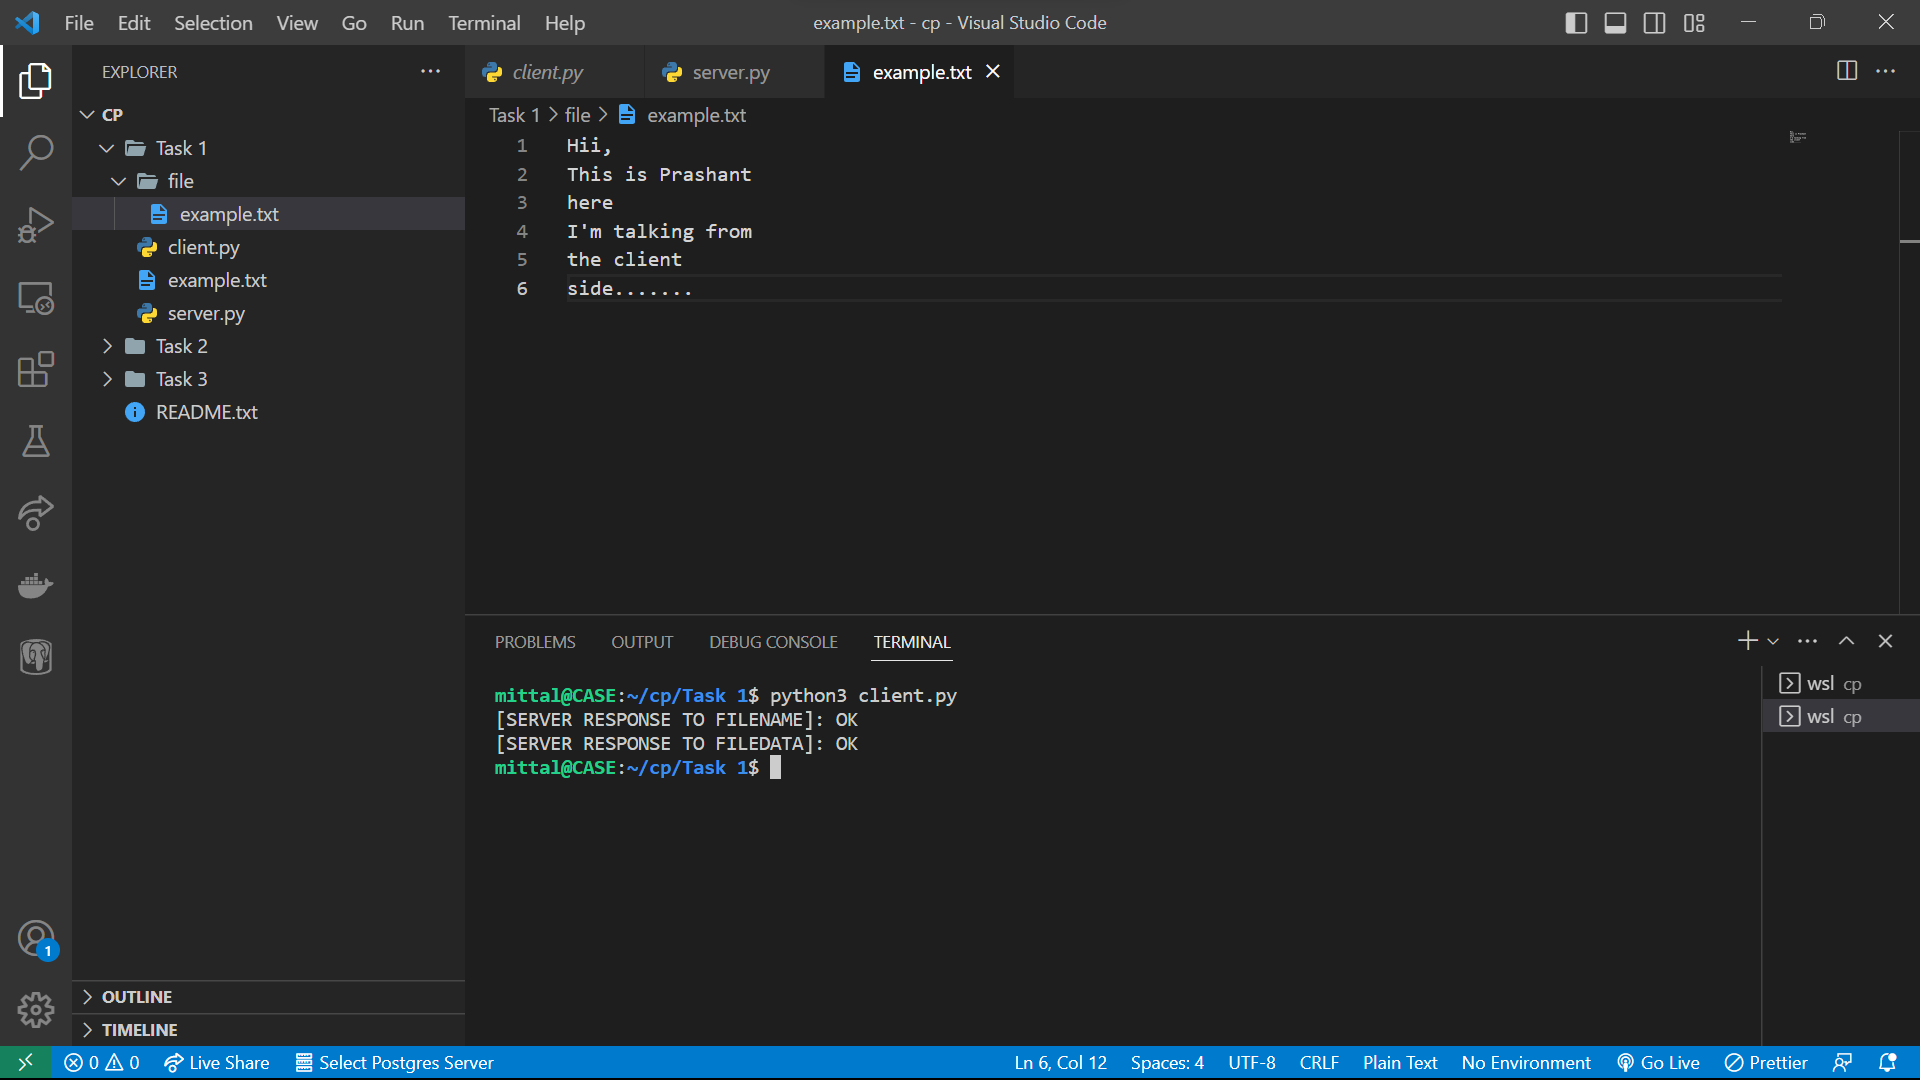 File Edit Selection View Go Run Terminal Help
example.txt - cp - Visual Studio Code
EXPLORER
CP
Task 1
file
example.txt
client.py
example.txt
server.py
Task 2
Task 3
README.txt
OUTLINE
TIMELINE
1
client.py server.py example.txt
Task 1 > file > example.txt
1 Hii,
2 This is Prashant
3 here
4 I'm talking from
5 the client
6 side.......
PROBLEMS OUTPUT DEBUG CONSOLE TERMINAL
mittal@CASE:~/cp/Task 1$ python3 client.py
[SERVER RESPONSE TO FILENAME]: OK
[SERVER RESPONSE TO FILEDATA]: OK
mittal@CASE:~/cp/Task 1$
wsl cp
wsl cp
0 0 Live Share Select Postgres Server Ln 6, Col 12 Spaces: 4 UTF-8 CRLF Plain Text No Environment Go Live Prettier